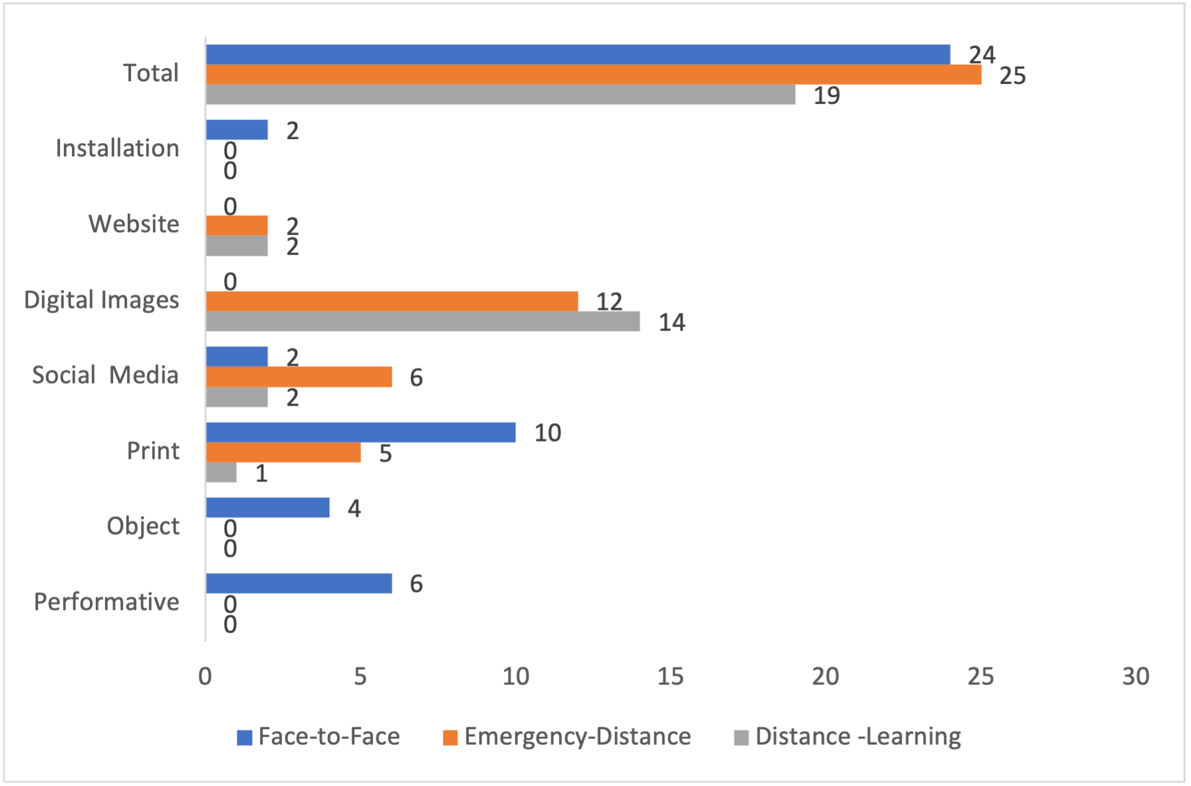 Total 24
25
19
Installation 2
0
0
Website 0
2
2
Digital Images 0
12
14
Social  Media 2
6
2
Print 10
5
1
Object 4
0
0
Performative 6
0
0
0 5 10 15 20 25 30
Face-to-Face Emergency-Distance Distance -Learning